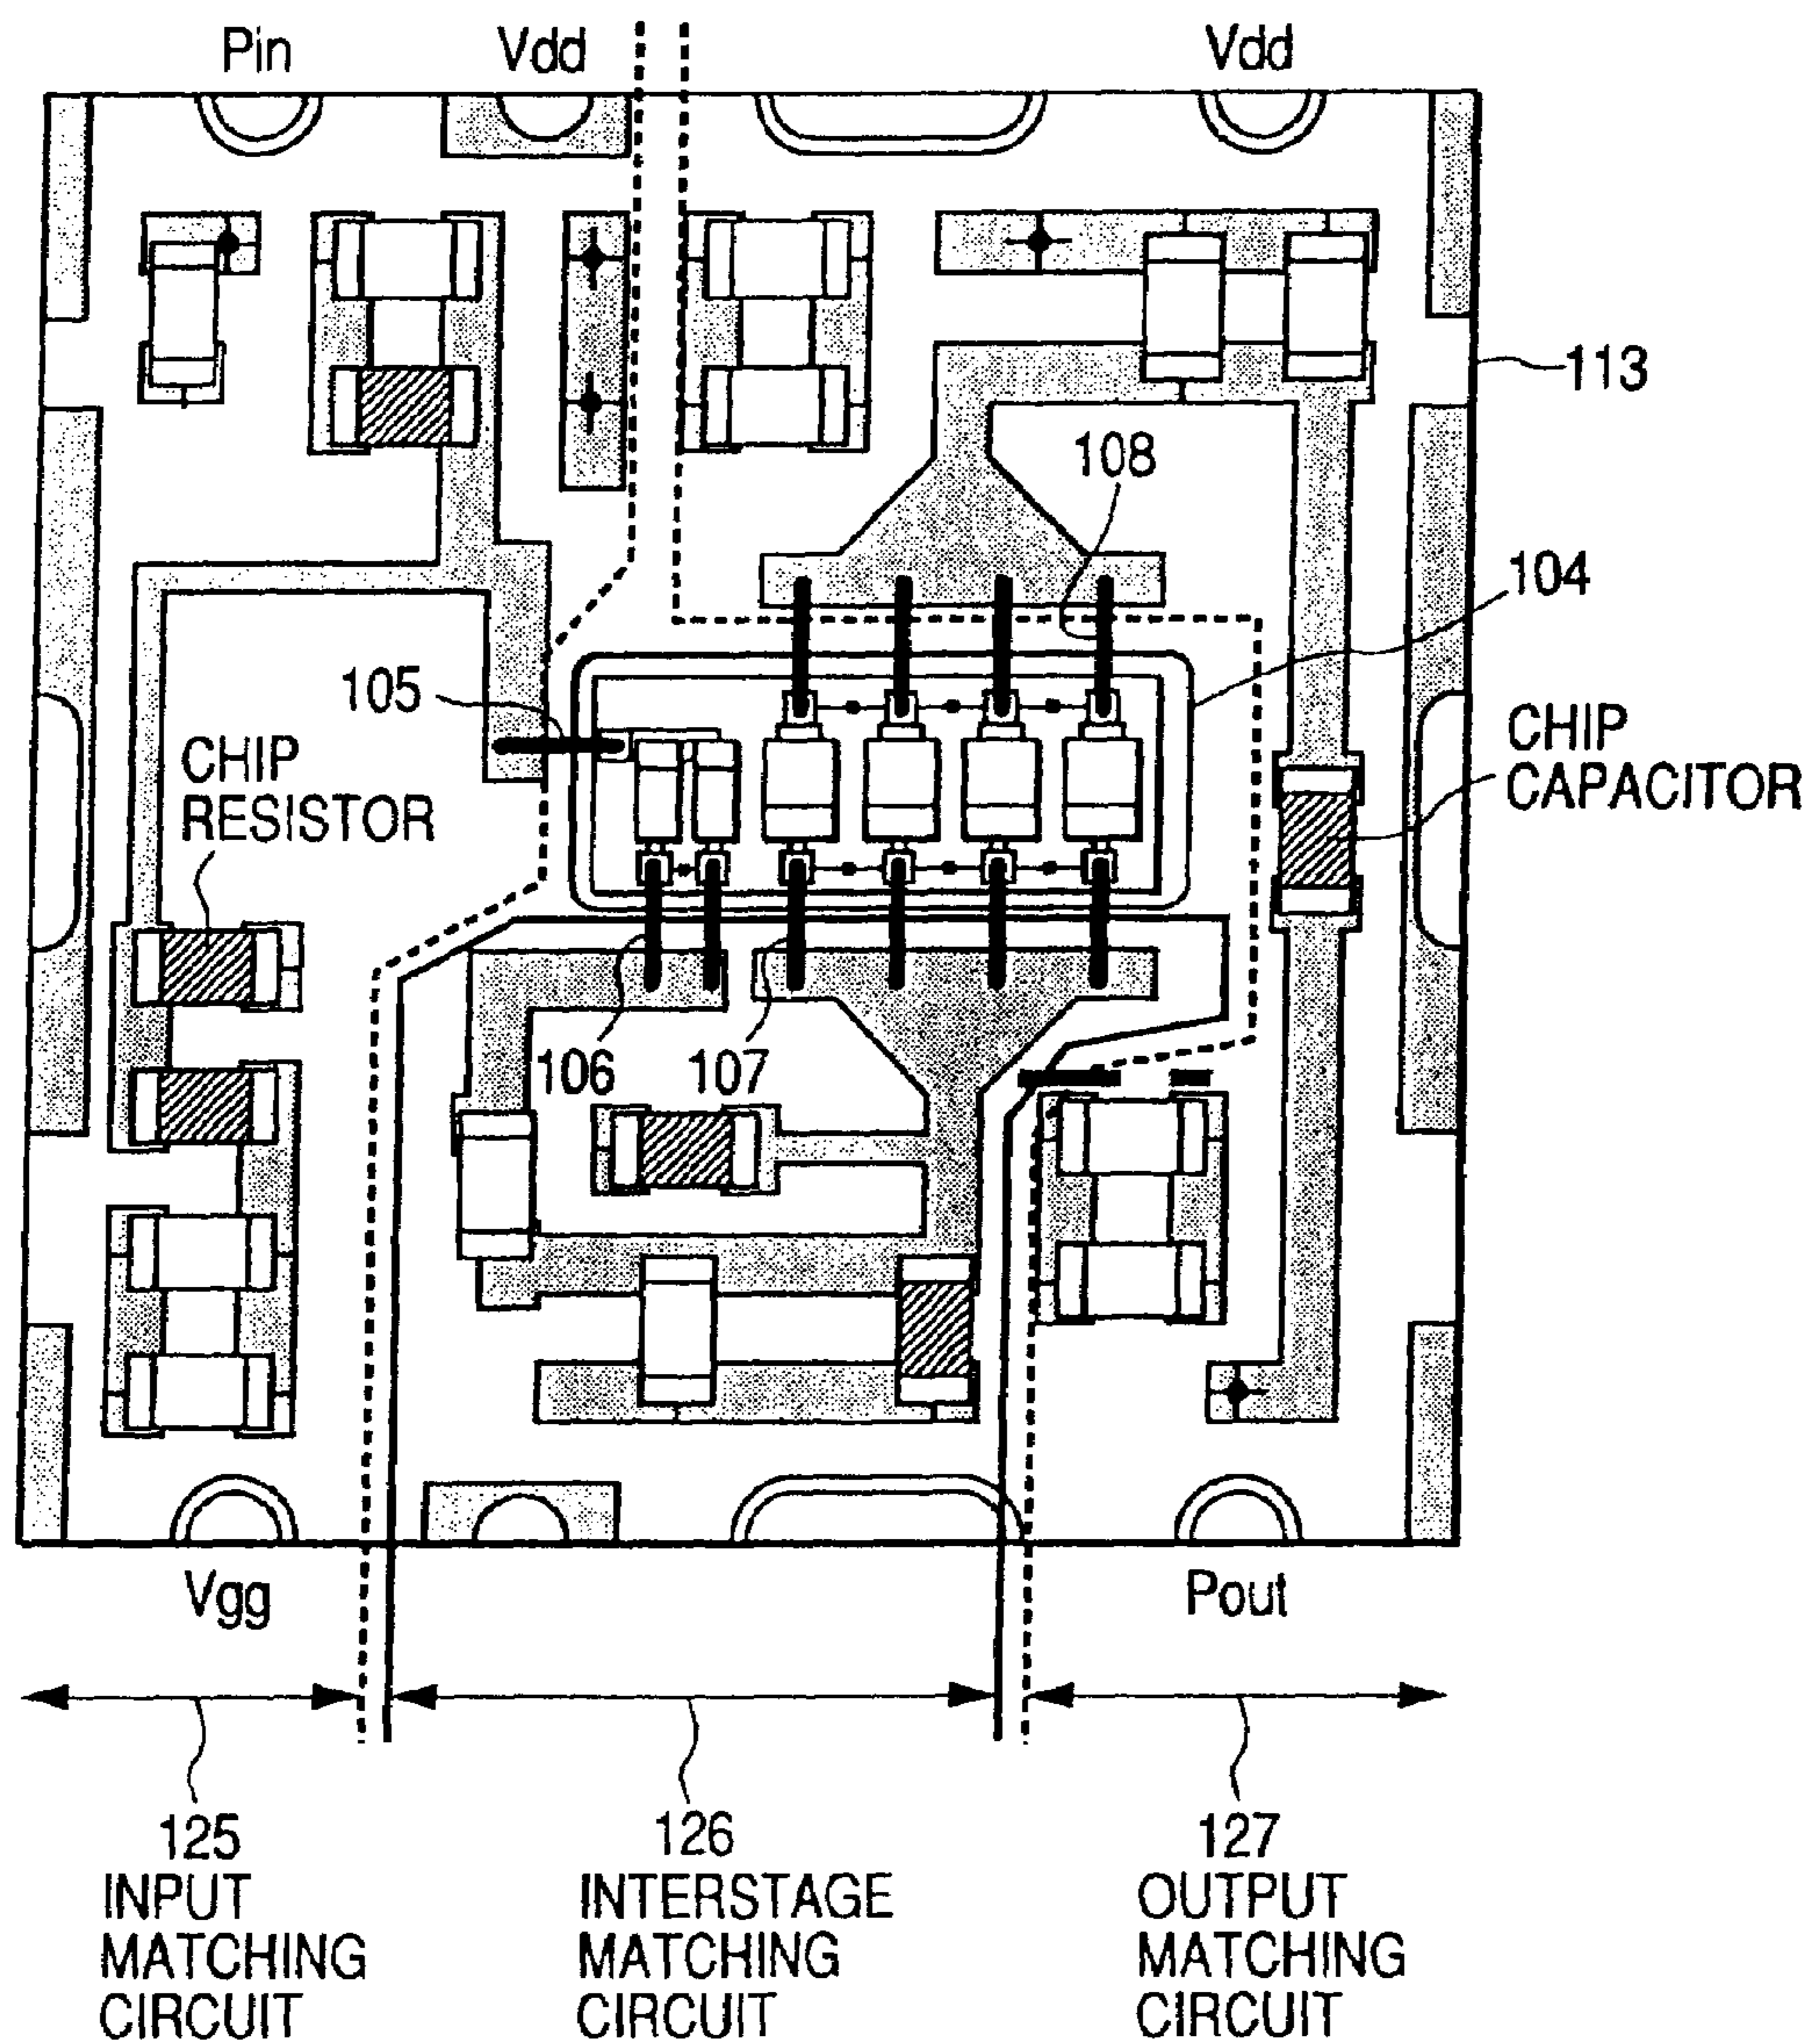 Pin
Vdd
Vdd
113
108
104
105
CHIP
RESISTOR
CHIP
CAPACITOR
106
107
Vgg
Pout
125
INPUT
MATCHING
CIRCUIT
126
INTERSTAGE
MATCHING
CIRCUIT
127
OUTPUT
MATCHING
CIRCUIT